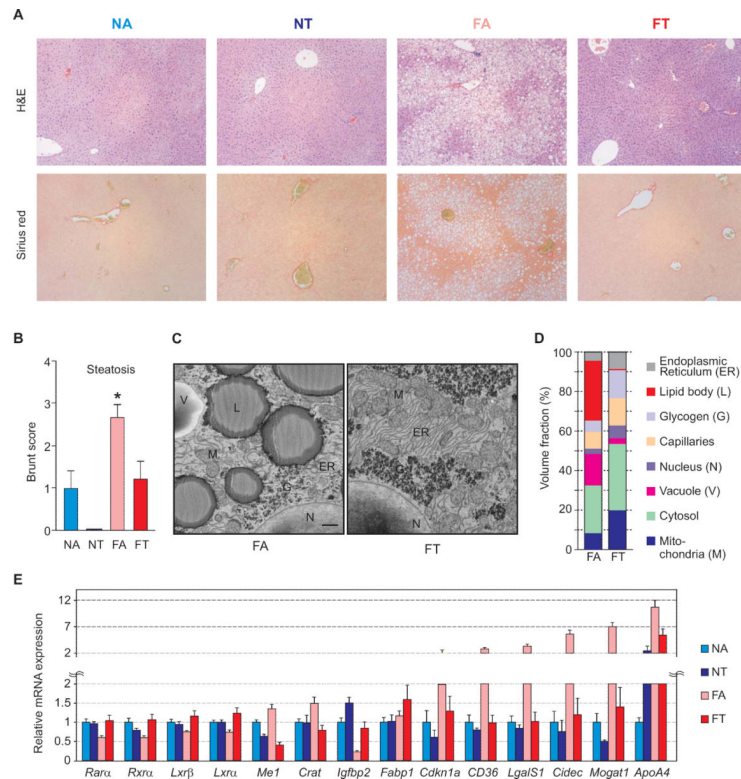 A
NA NT FA FT
H&E
Sirius red
B
Steatosis
Brunt score
4
3
2
1
0
*
NA NT FA FT
C
V
L
M
ER
G
N
FA
M
ER
G
N
FT
D
Volume fraction (%)
100
80
60
40
20
0
FA FT
Endoplasmic
Reticulum (ER)
Lipid body (L)
Glycogen (G)
Capillaries
Nucleus (N)
Vacuole (V)
Cytosol
Mito-
chondria (M)
E
Relative mRNA expression
12
7
2
2
1.5
1
0.5
0
Rarα Rxrα Lxrβ Lxrα Me1 Crat Igfbp2 Fabp1 Cdkn1a CD36 LgalS1 Cidec Mogat1 ApoA4
NA
NT
FA
FT